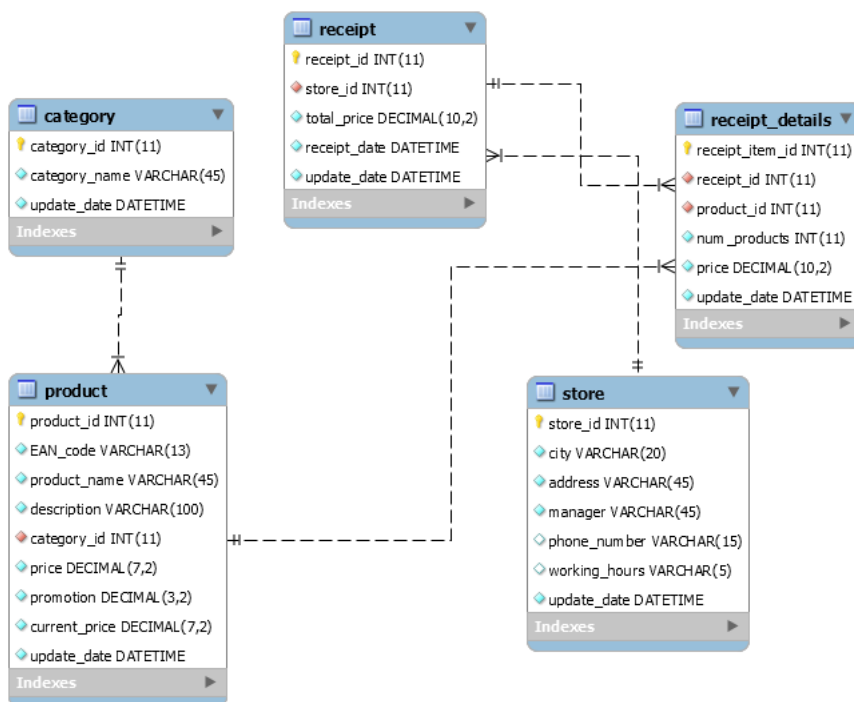 receipt
receipt_id INT(11)
store_id INT(11)
total_price DECIMAL(10,2)
receipt_date DATETIME
update_date DATETIME
Indexes
category
category_id INT(11)
category_name VARCHAR(45)
update_date DATETIME
Indexes
receipt_details
receipt_item_id INT(11)
receipt_id INT(11)
product_id INT(11)
num_products INT(11)
price DECIMAL(10,2)
update_date DATETIME
Indexes
product
product_id INT(11)
EAN_code VARCHAR(13)
product_name VARCHAR(45)
description VARCHAR(100)
category_id INT(11)
price DECIMAL(7,2)
promotion DECIMAL(3,2)
current_price DECIMAL(7,2)
update_date DATETIME
Indexes
store
store_id INT(11)
city VARCHAR(20)
address VARCHAR(45)
manager VARCHAR(45)
phone_number VARCHAR(15)
working_hours VARCHAR(5)
update_date DATETIME
Indexes